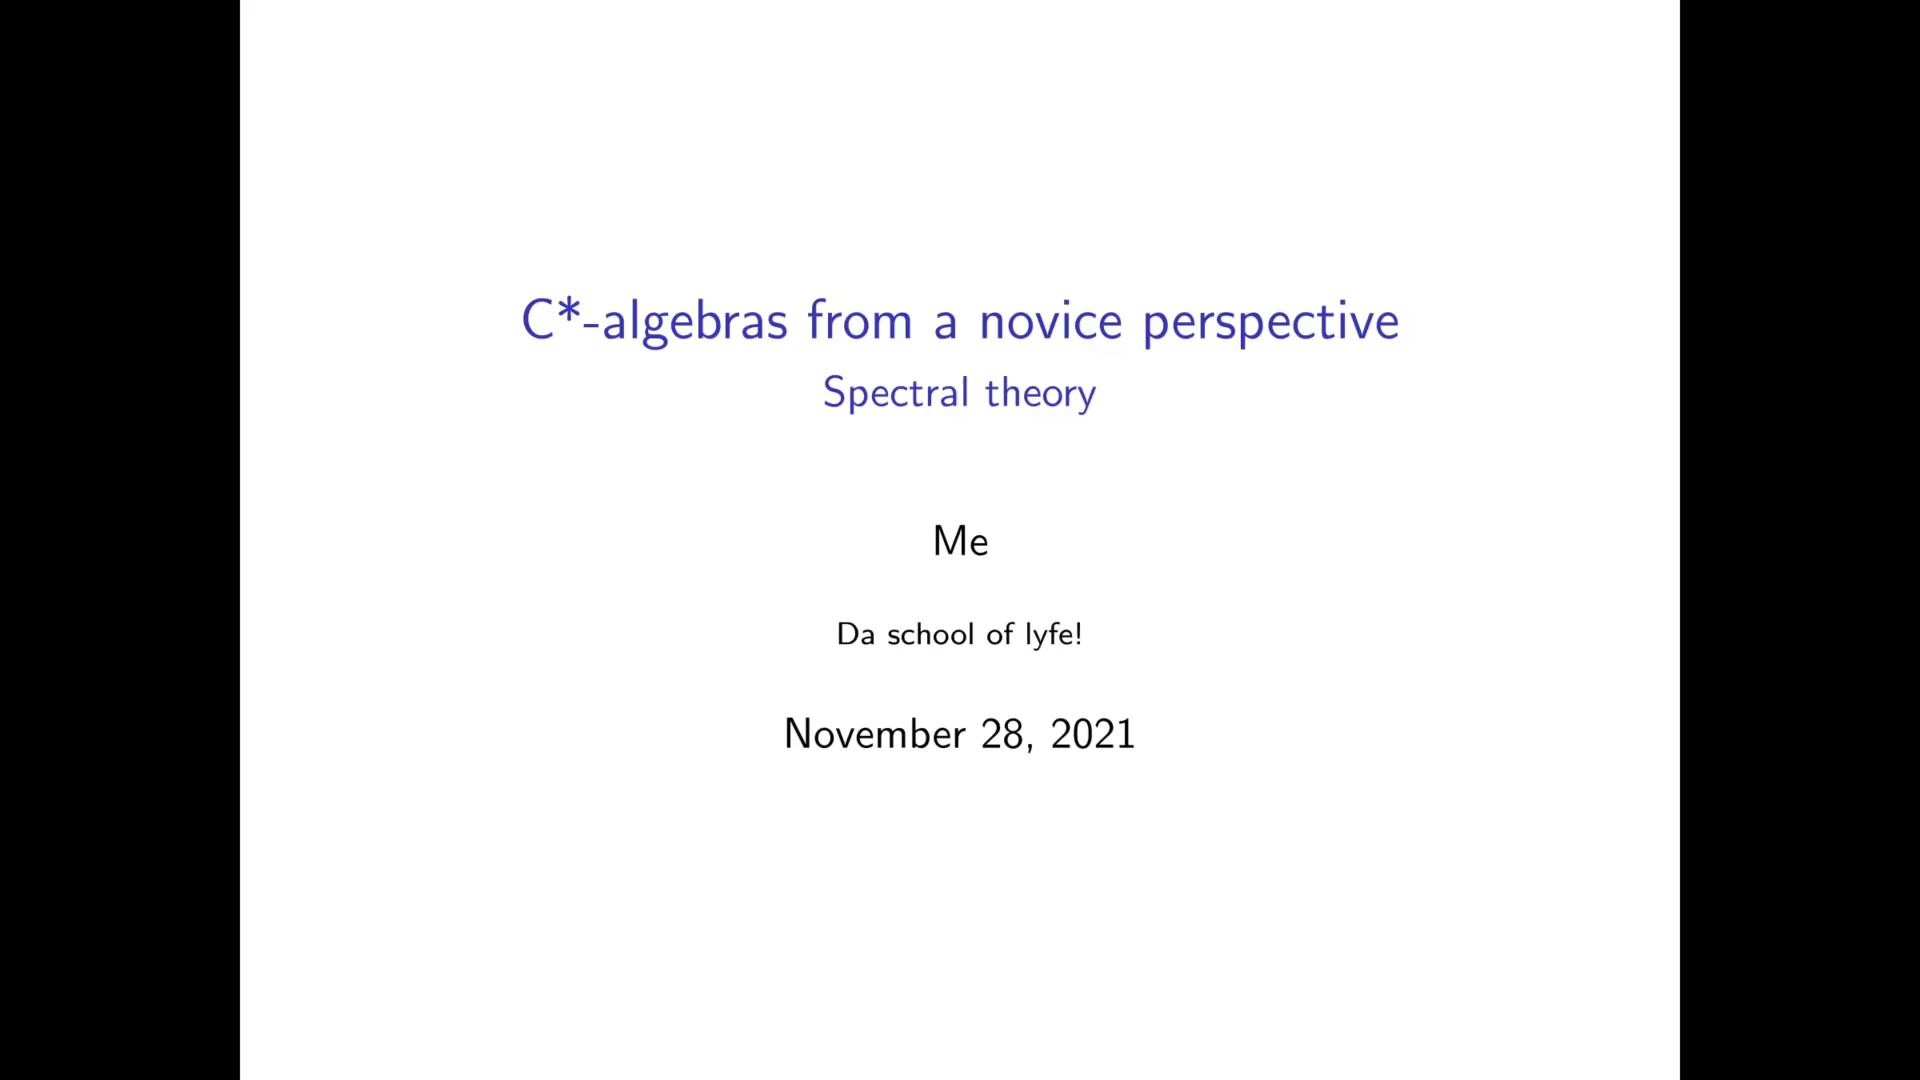 C*-algebras from a novice perspective
Spectral theory
Me
Da school of lyfe!
November 28, 2021